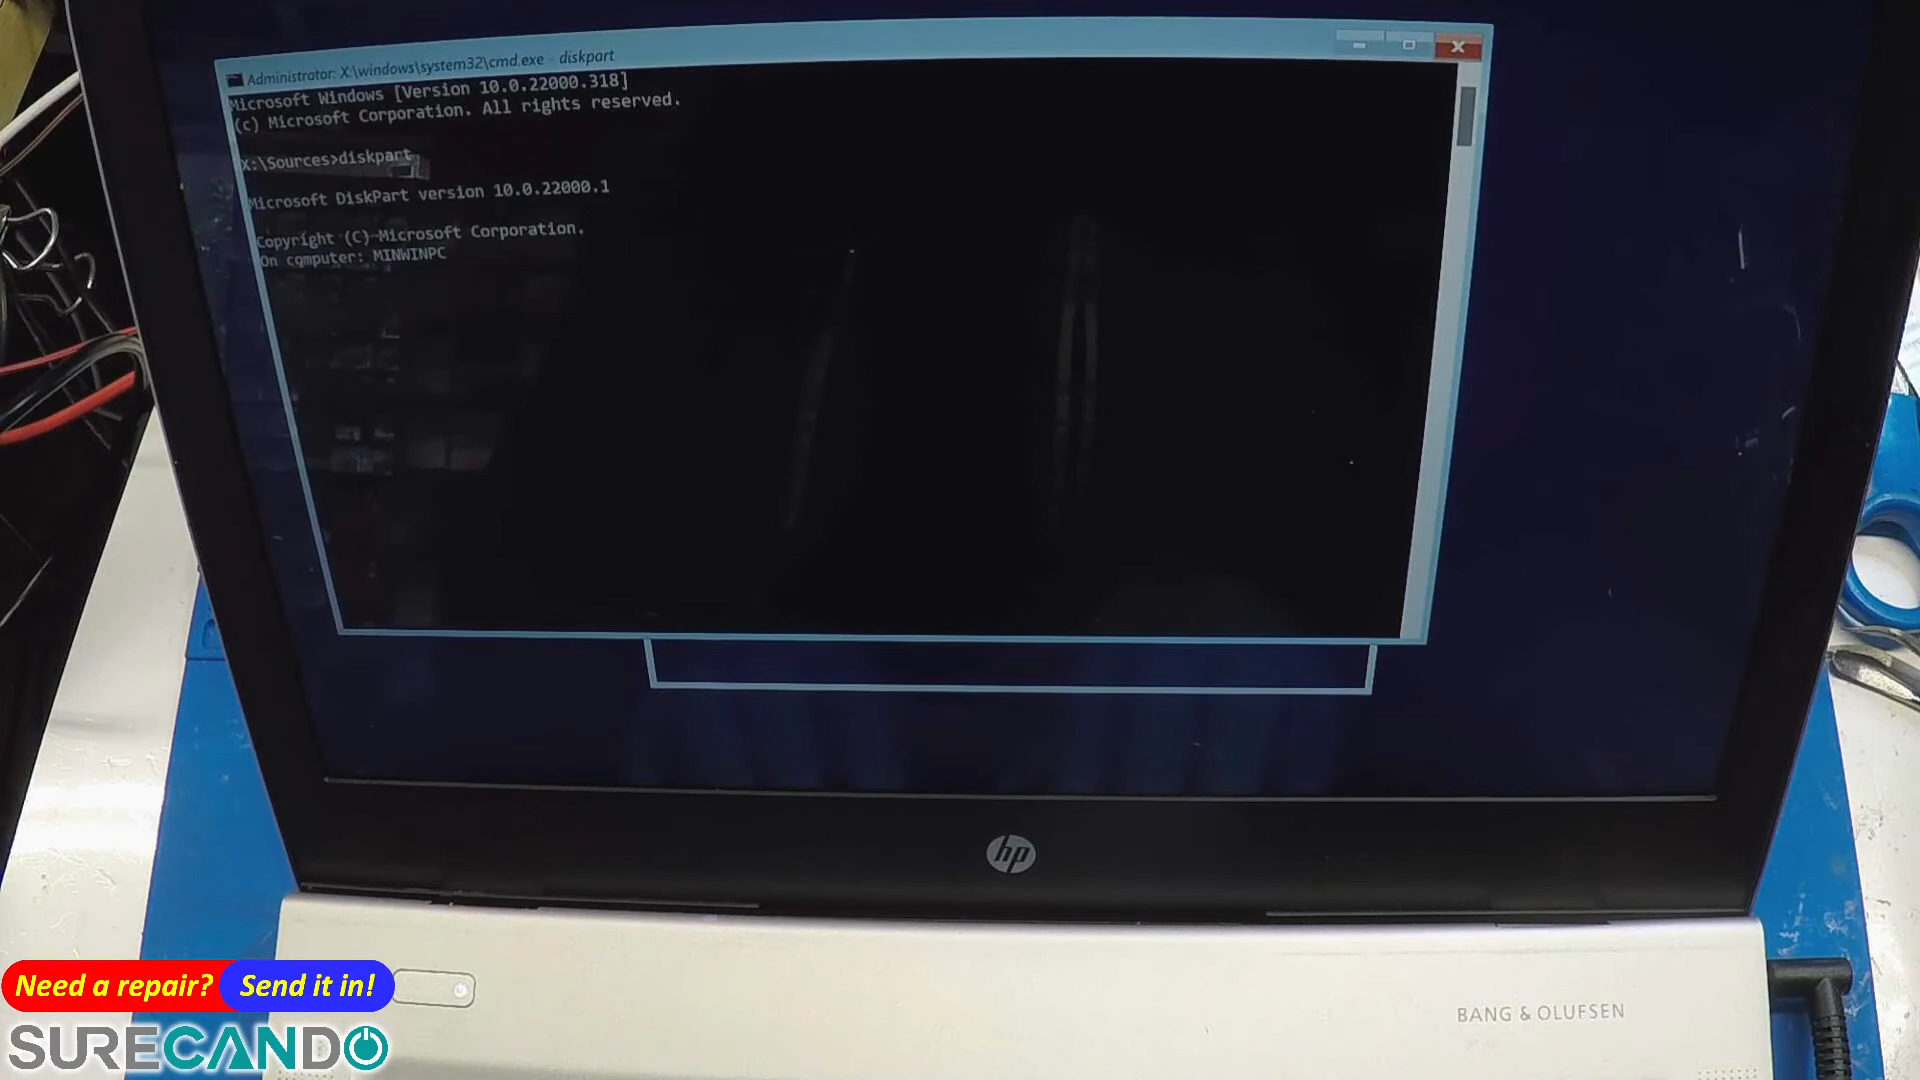 Administrator: X:\windows\system32\cmd.exe - diskpart
Microsoft Windows [Version 10.0.22000.318]
(c) Microsoft Corporation. All rights reserved.
X:\Sources>diskpart
Microsoft DiskPart version 10.0.22000.1
Copyright (C) Microsoft Corporation.
On computer: MINWINPC
hp
BANG & OLUFSEN
Need a repair? Send it in!
SURECANDO